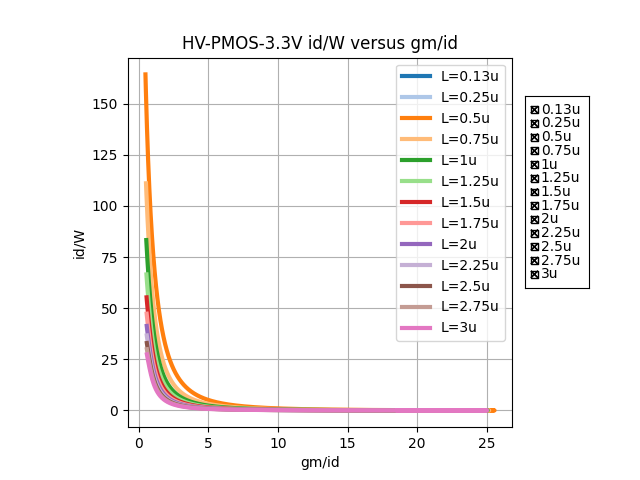 HV-PMOS-3.3V id/W versus gm/id
id/W
150
125
100
75
50
25
0
0 5 10 15 20 25
gm/id
L=0.13u
L=0.25u
L=0.5u
L=0.75u
L=1u
L=1.25u
L=1.5u
L=1.75u
L=2u
L=2.25u
L=2.5u
L=2.75u
L=3u
0.13u
0.25u
0.5u
0.75u
1u
1.25u
1.5u
1.75u
2u
2.25u
2.5u
2.75u
3u